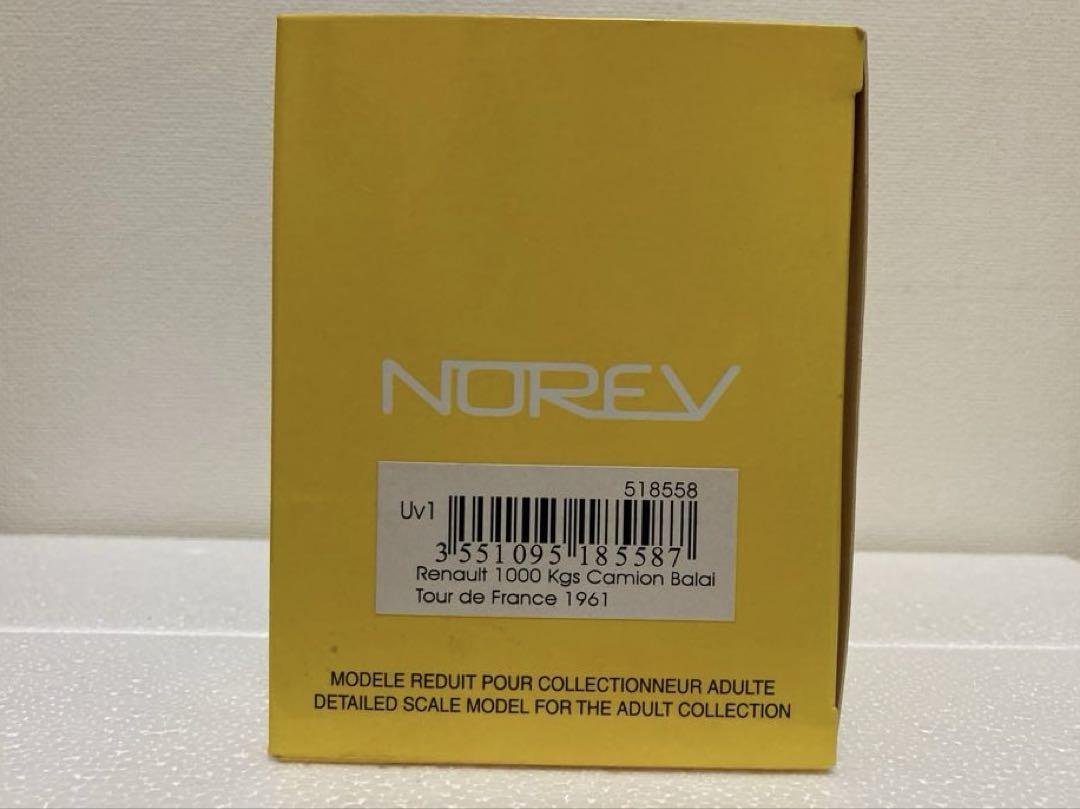 NOREV
518558
Uv1
3 551095 185587
Renault 1000 Kgs Camion Balai
Tour de France 1961
MODELE REDUIT POUR COLLECTIONNEUR ADULTE
DETAILED SCALE MODEL FOR THE ADULT COLLECTION